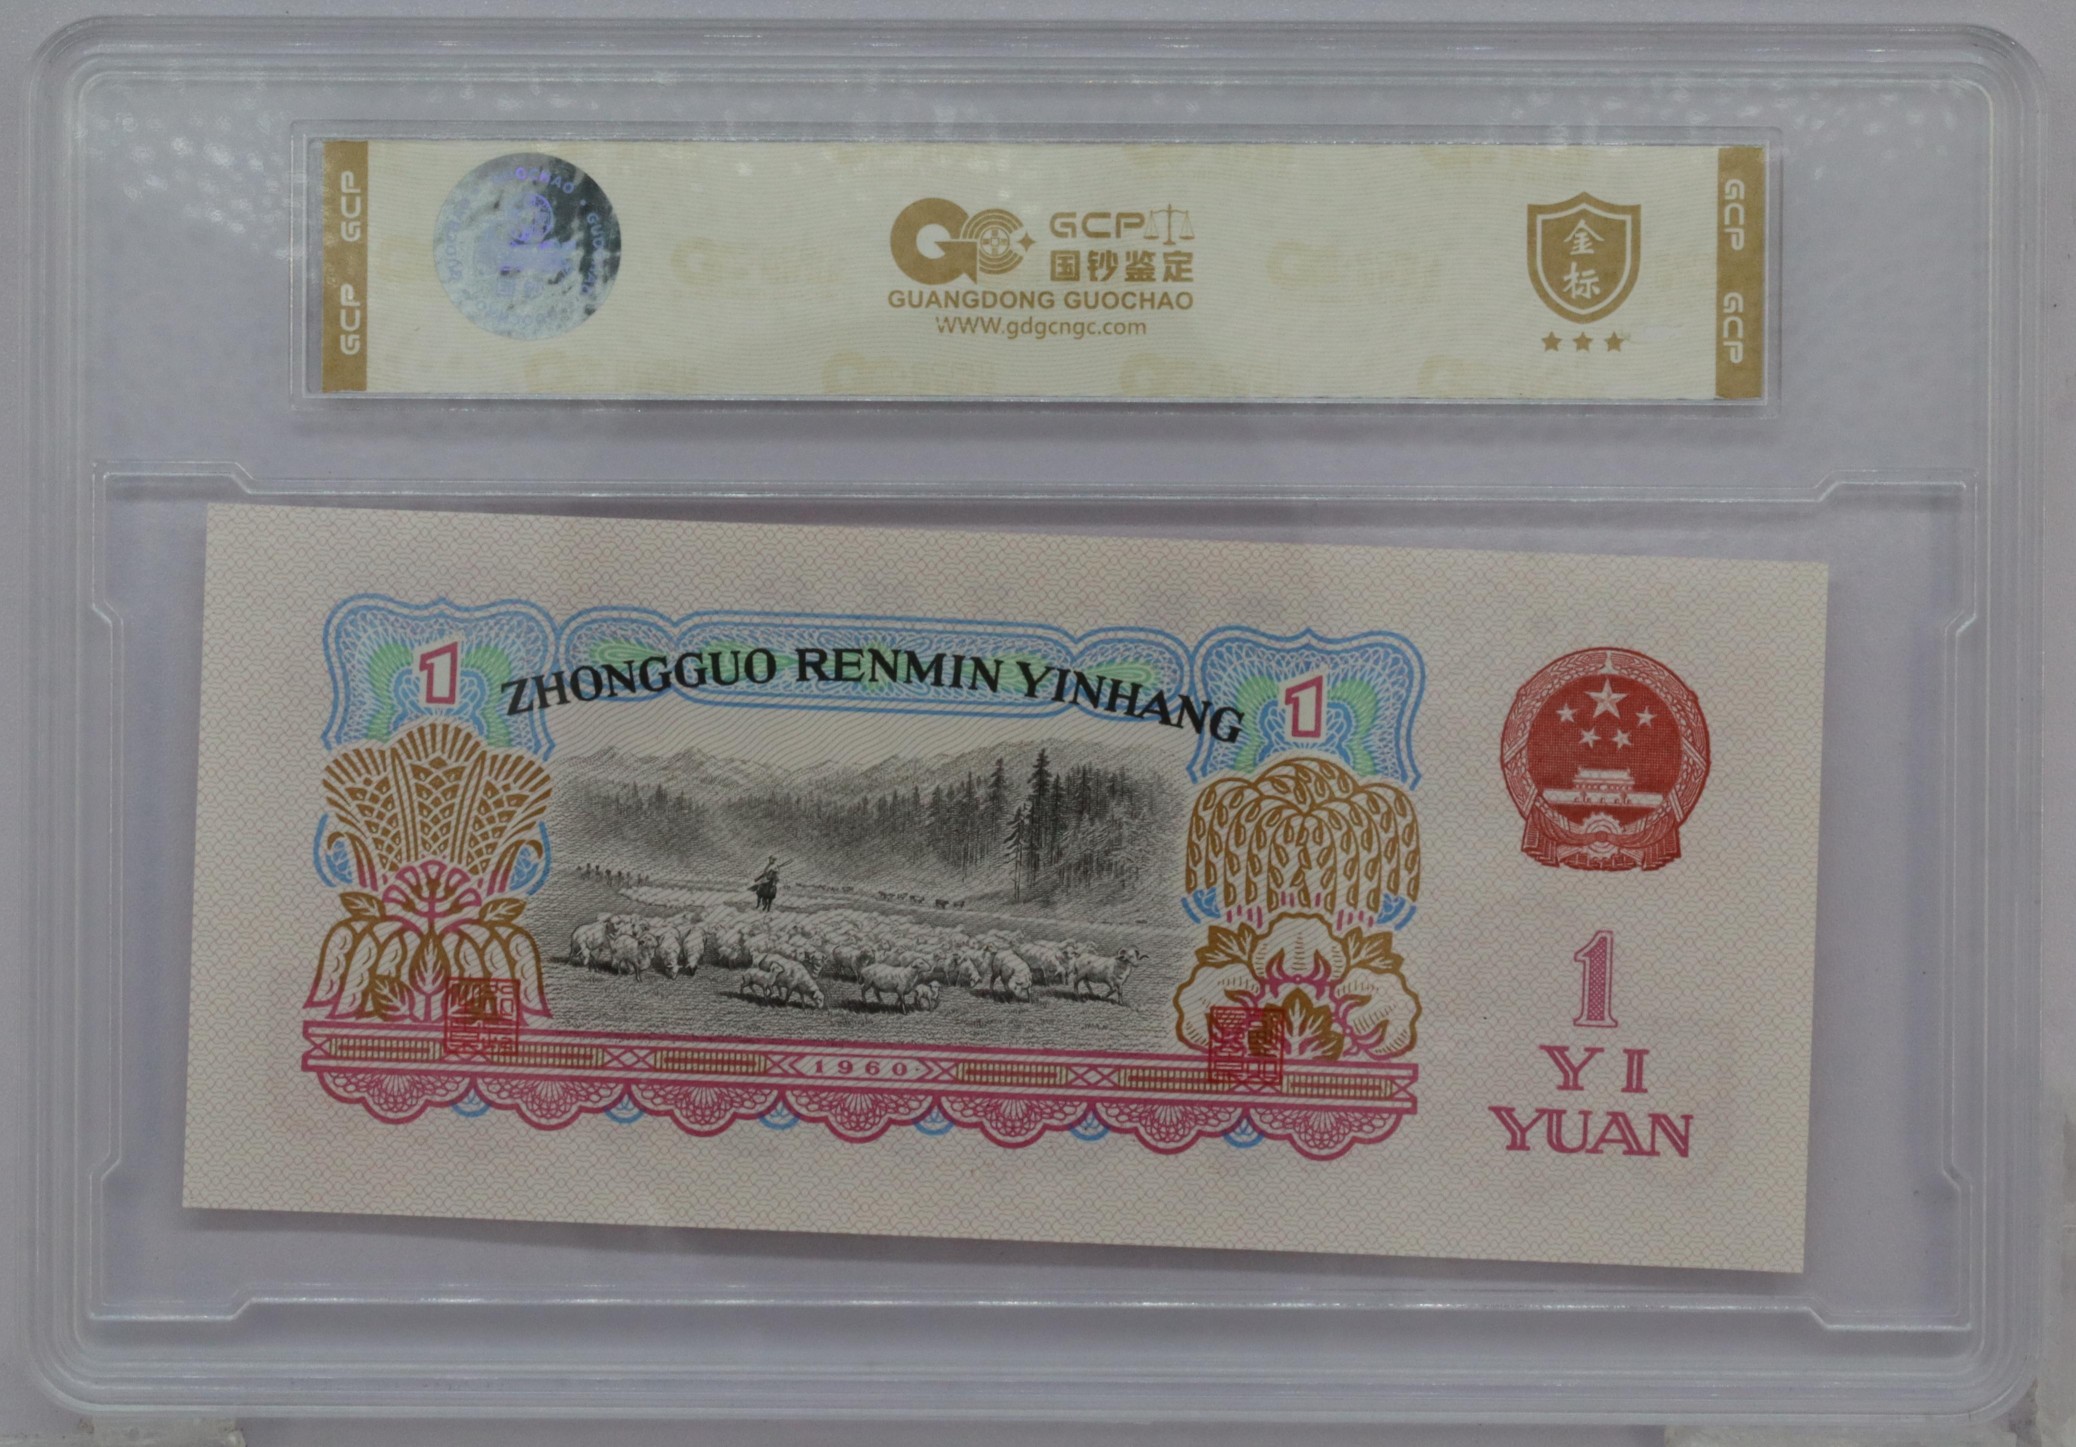 GCP GCP
GCP
国钞鉴定
GUANGDONG GUOCHAO
www.gdgcngc.com
金
标
GCP GCP
1
ZHONGGUO RENMIN YINHANG
1
1960
1
YI
YUAN